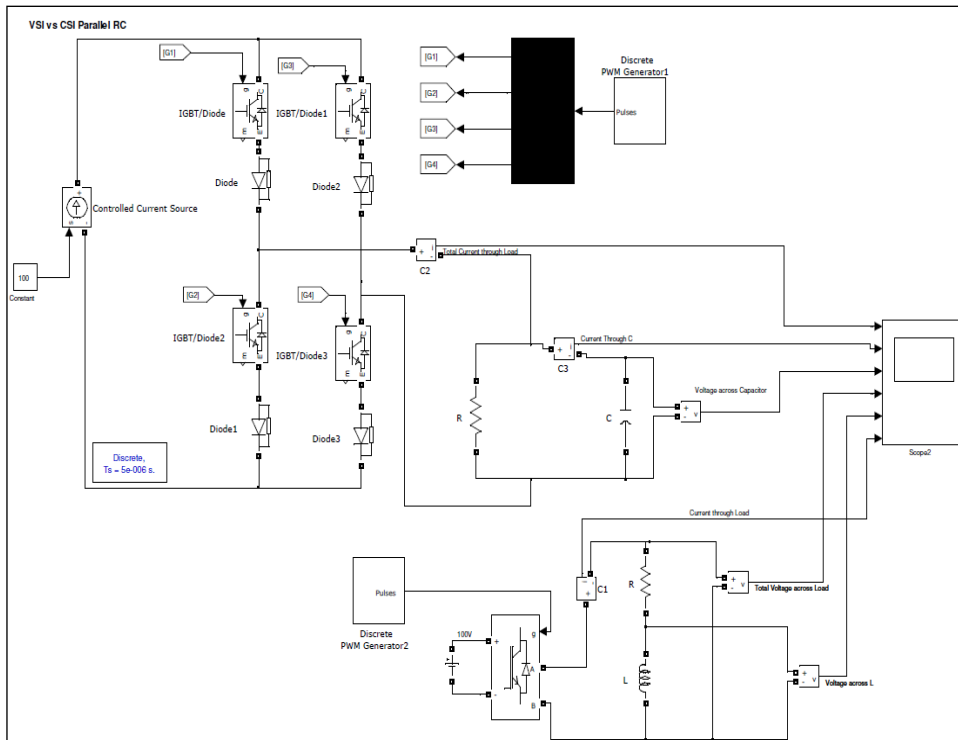 VSI vs CSI Parallel RC
[G1]
g
C
E
IGBT/Diode
[G3]
g
C
E
IGBT/Diode1
[G1]
[G2]
[G3]
[G4]
Discrete
PWM Generator1
Pulses
Diode
Diode2
+
s
-
Controlled Current Source
100
Constant
[G2]
g
C
E
IGBT/Diode2
[G4]
g
C
E
IGBT/Diode3
+
i
-
Total Current through Load
C2
Diode1
Diode3
Discrete,
Ts = 5e-006 s.
+
i
-
Current Through C
C3
R
C
Voltage across Capacitor
+
-
v
Scopa2
Current through Load
Pulses
Discrete
PWM Generator2
100V
+
-
g
A
B
i
-
+
C1
R
L
+
-
v
Total Voltage across Load
+
-
v
Voltage across L